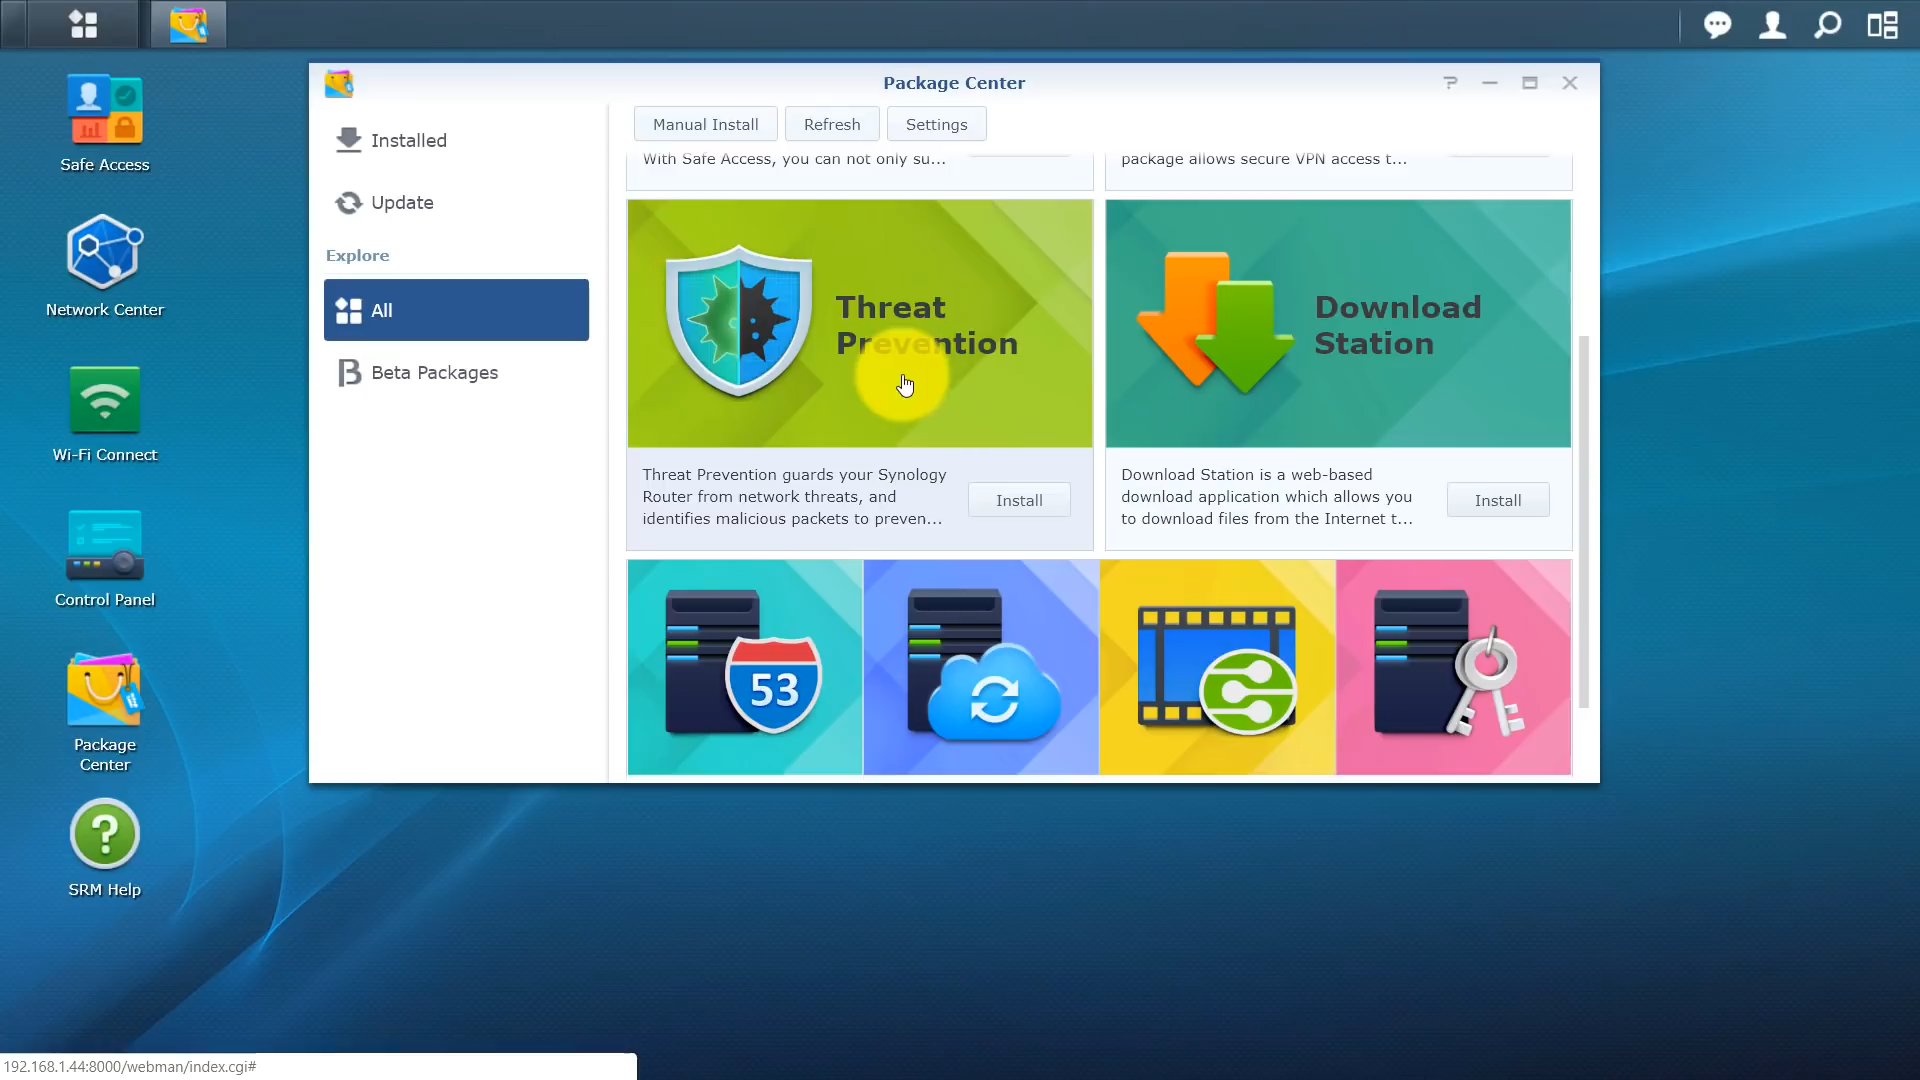 Package Center
Safe Access
Network Center
Wi-Fi Connect
Control Panel
Package
Center
SRM Help
Installed
Update
Explore
All
Beta Packages
Manual Install
Refresh
Settings
With Safe Access, you can not only su...
package allows secure VPN access t...
Threat
Prevention
Threat Prevention guards your Synology
Router from network threats, and
identifies malicious packets to preven...
Install
Download
Station
Download Station is a web-based
download application which allows you
to download files from the Internet t...
Install
53
192.168.1.44:8000/webman/index.cgi#